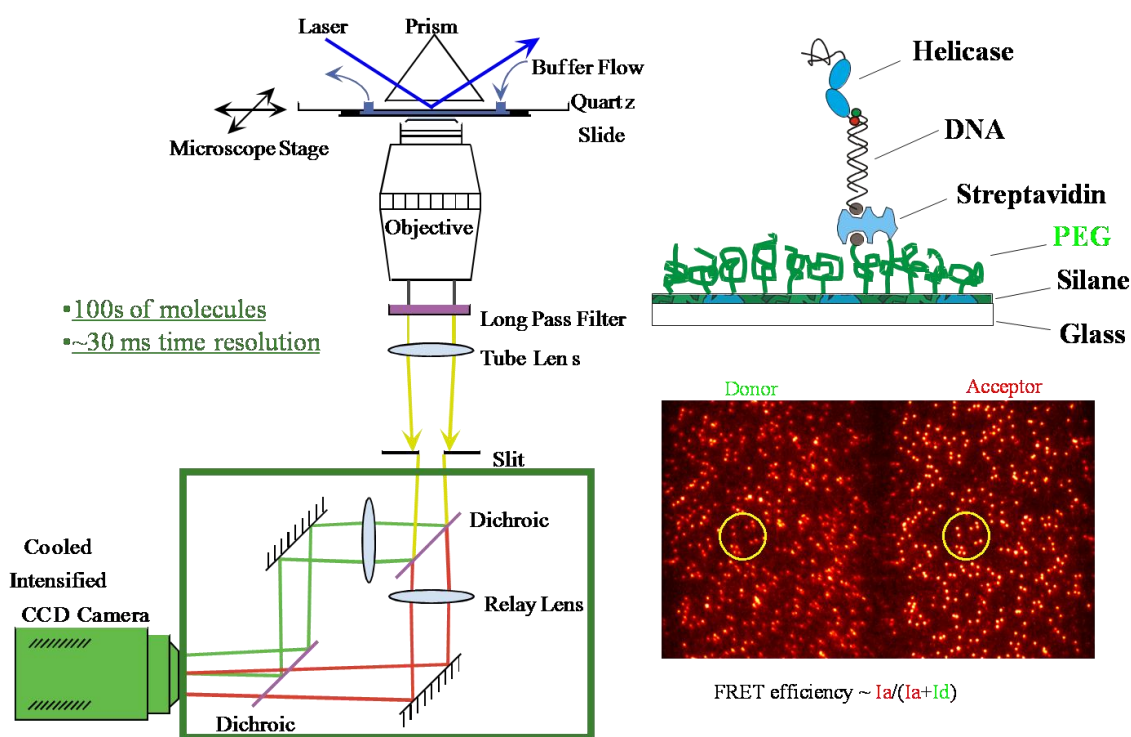 Laser
Prism
Buffer Flow
Quartz
Slide
Microscope Stage
Objective
▪100s of molecules
▪~30 ms time resolution
Long Pass Filter
Tube Lens
Slit
Dichroic
Cooled
Intensified
CCD Camera
Relay Lens
Dichroic
Helicase
DNA
Streptavidin
PEG
Silane
Glass
Donor
Acceptor
FRET efficiency ~ Ia/(Ia+Id)